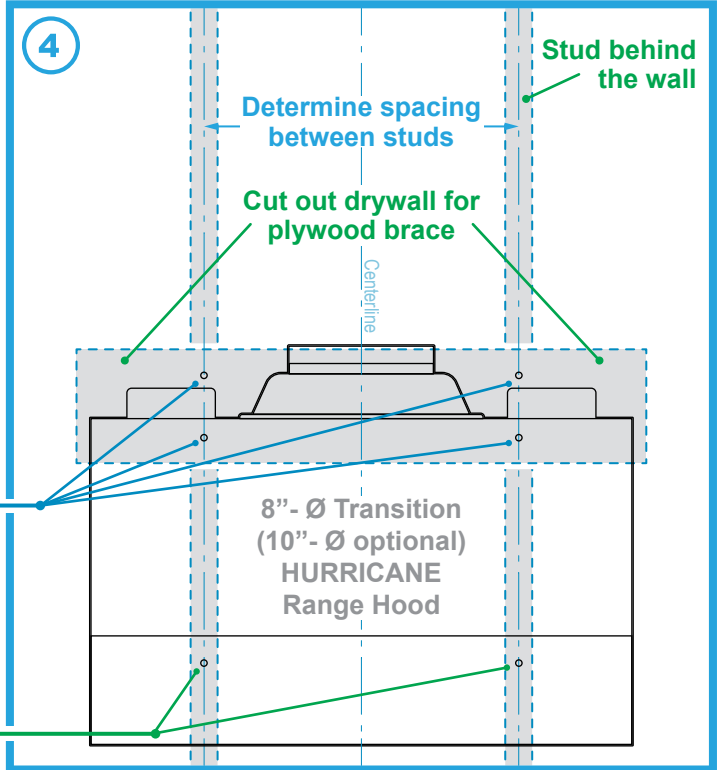 4
Stud behind
the wall
Determine spacing
between studs
Cut out drywall for
plywood brace
Centerline
8”- Ø Transition
(10”- Ø optional)
HURRICANE
Range Hood